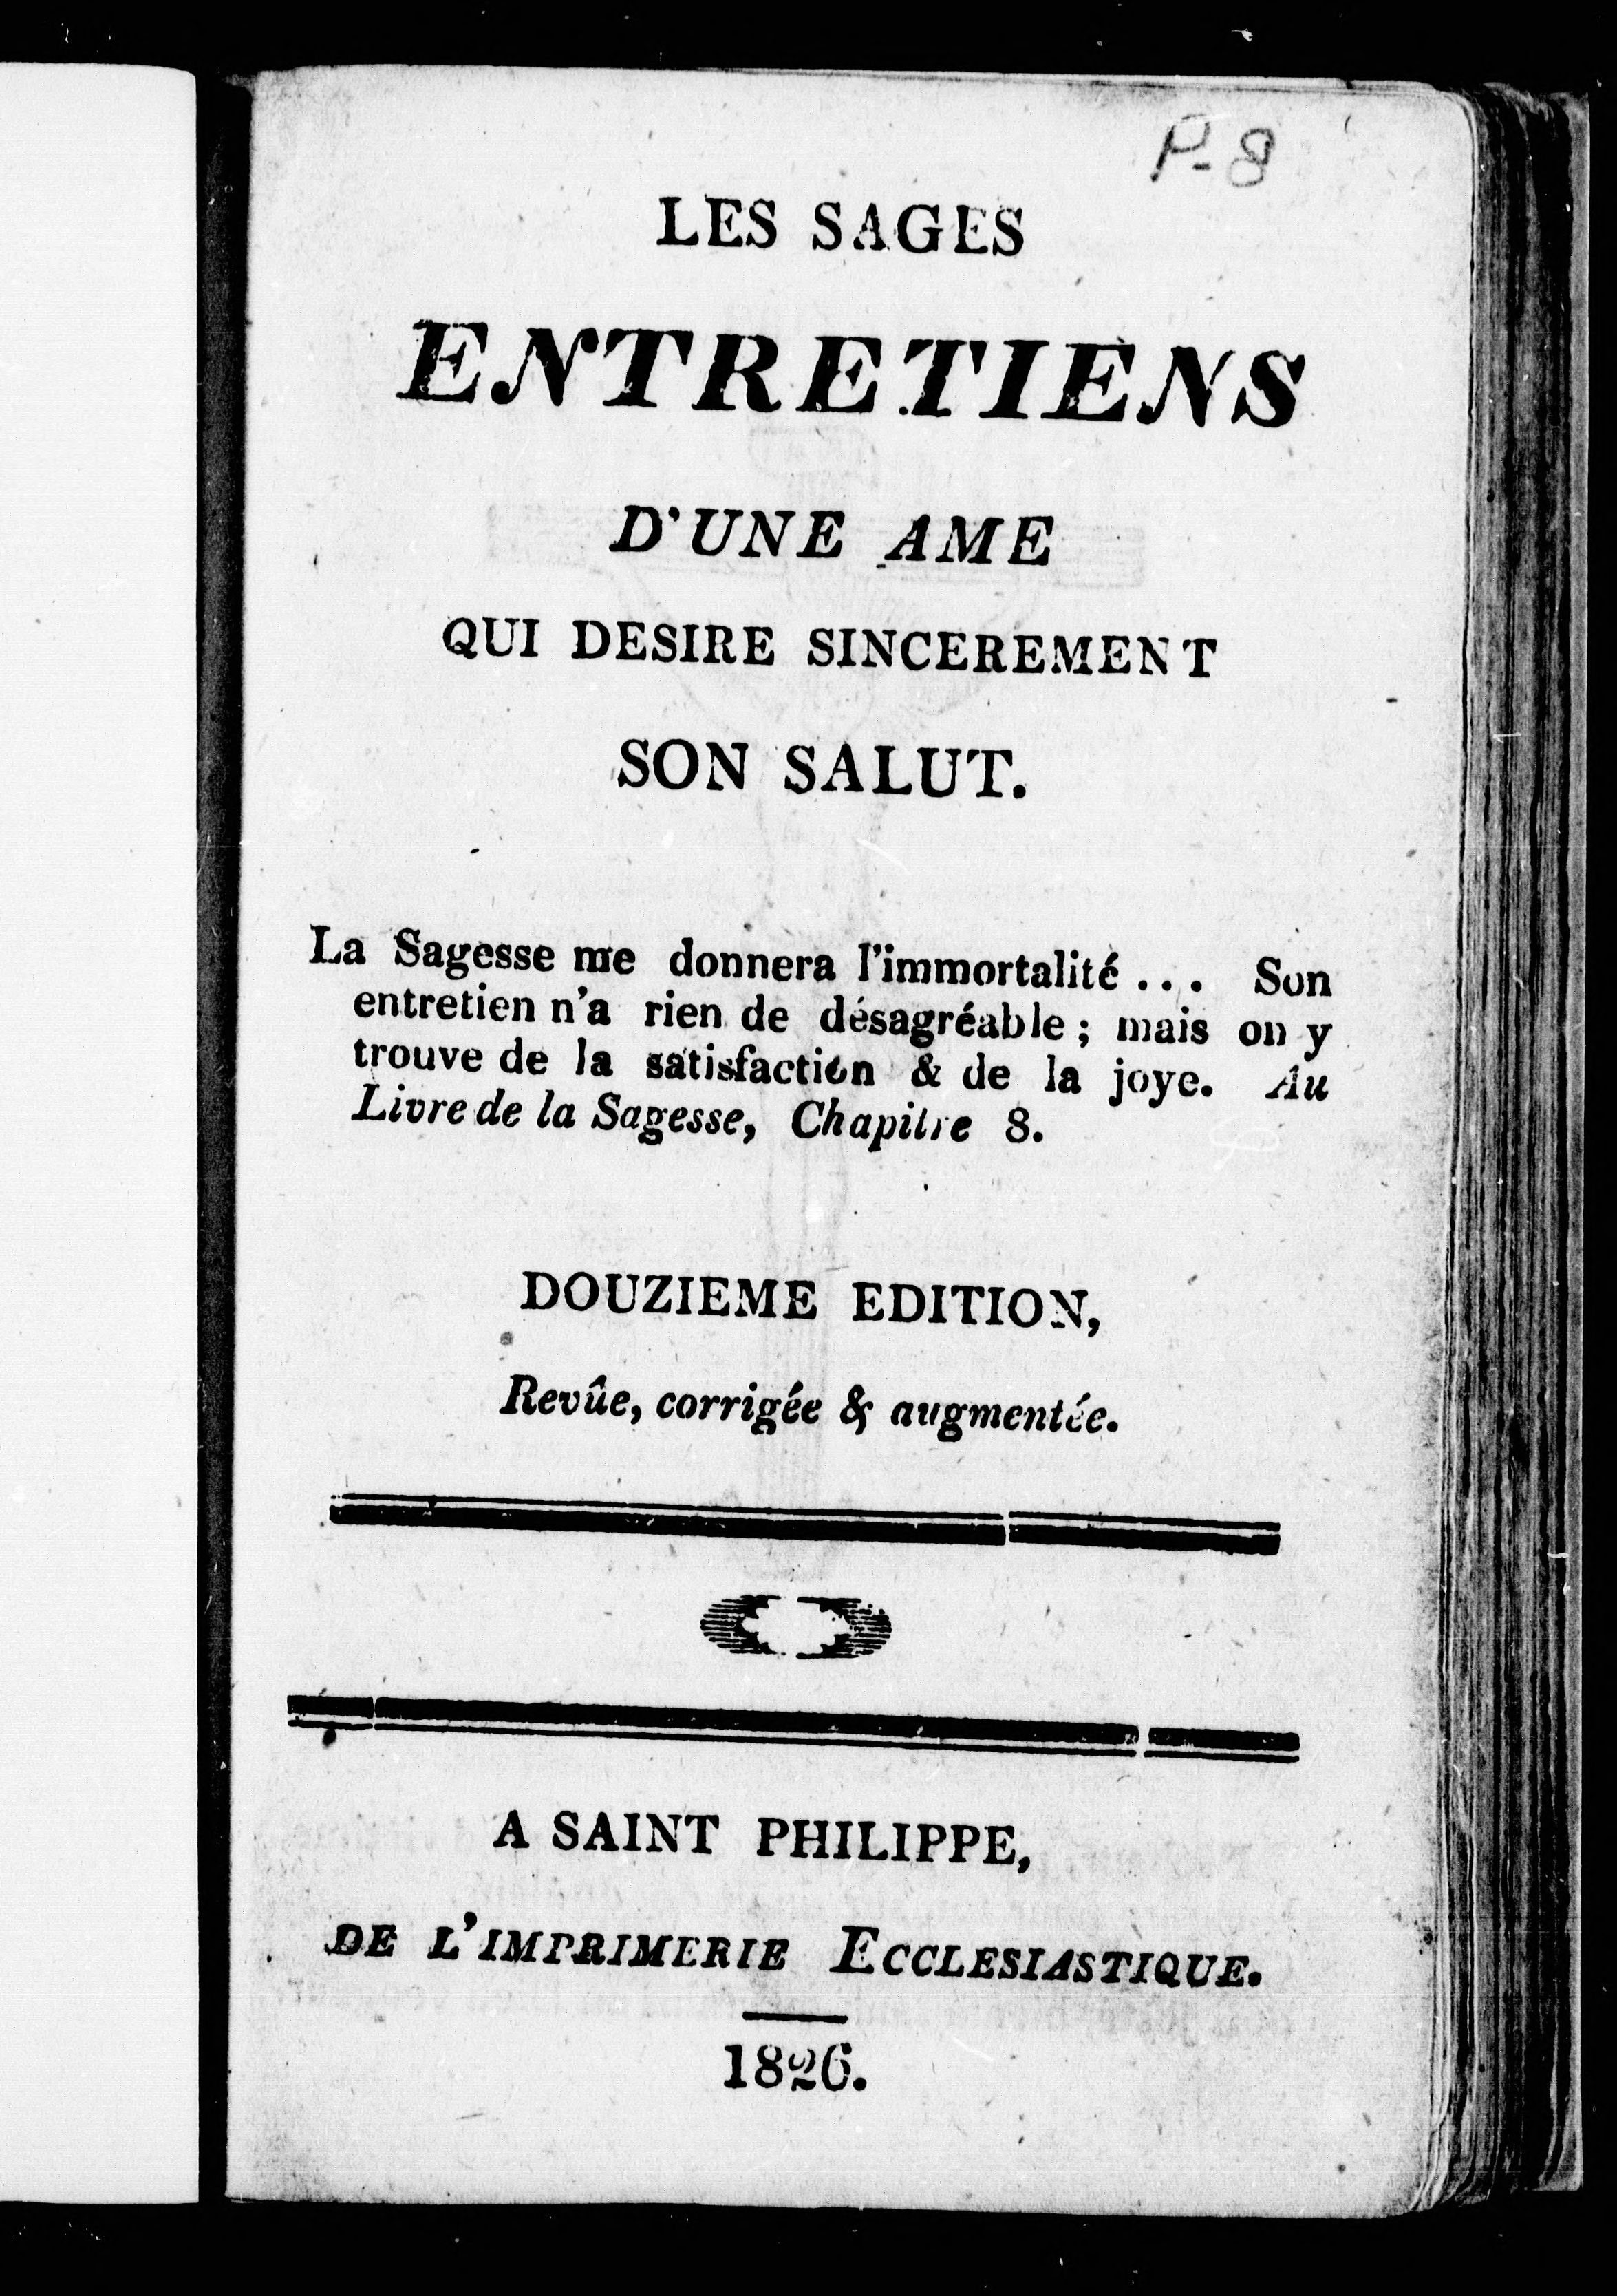 P-8
LES SAGES
ENTRETIENS
D'UNE AME
QUI DESIRE SINCEREMENT
SON SALUT.
La Sagesse me donnera l'immortalité... Son
entretien n'a rien de désagréable; mais on y
trouve de la satisfaction & de la joye. Au
Livre de la Sagesse, Chapitre 8.
DOUZIEME EDITION,
Revûe, corrigée & augmentée.
A SAINT PHILIPPE,
DE L'IMPRIMERIE ECCLESIASTIQUE.
1826.